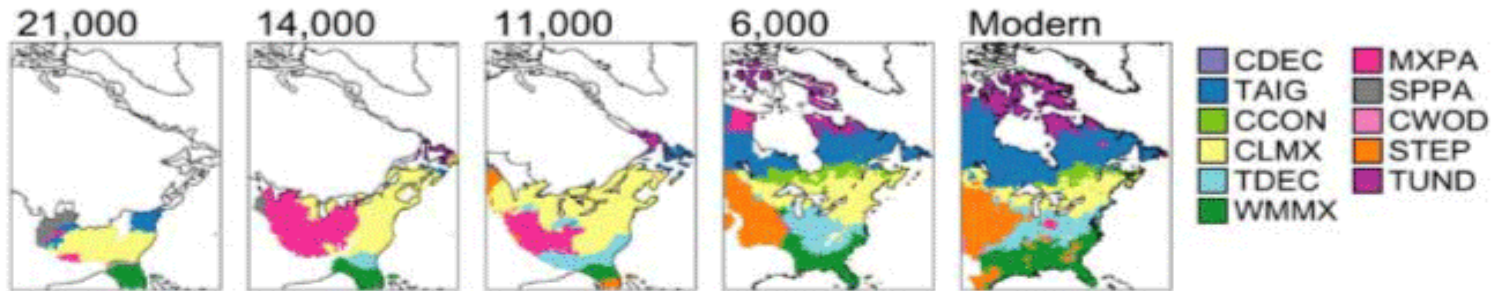 21,000 14,000 11,000 6,000 Modern
CDEC MXPA
TAIG SPPA
CCON CWOD
CLMX STEP
TDEC TUND
WMMX